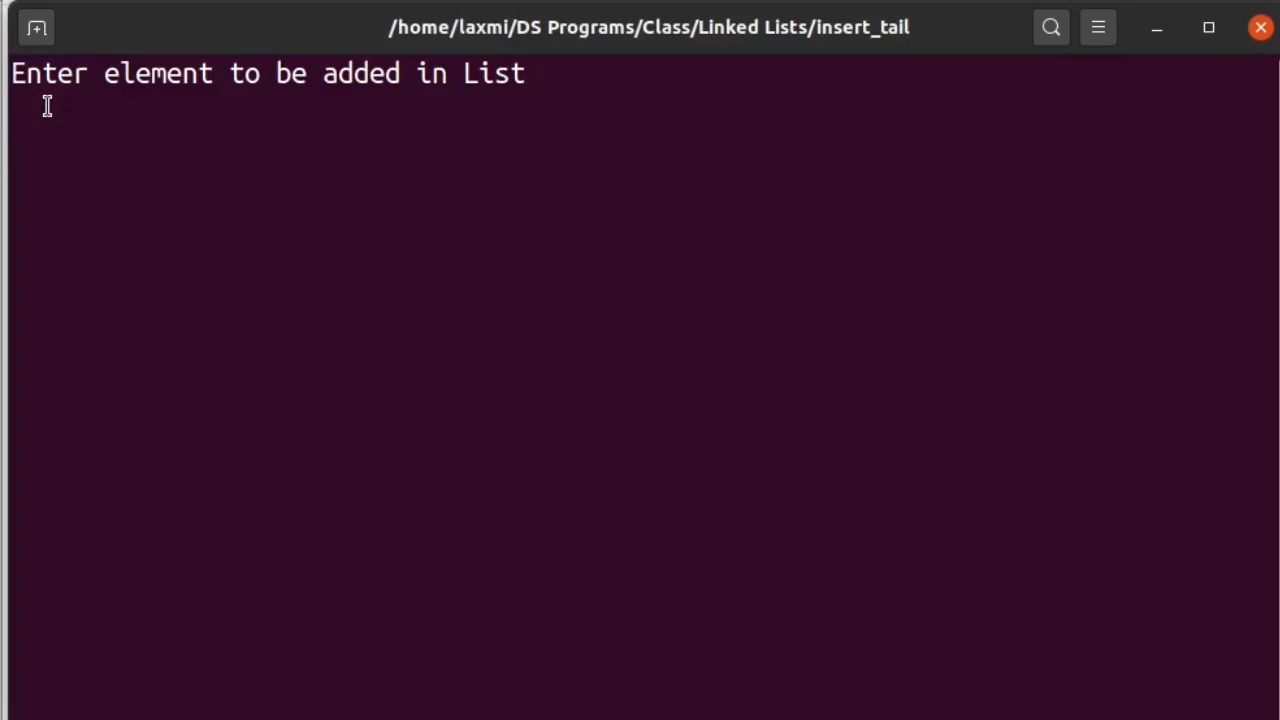 /home/laxmi/DS Programs/Class/Linked Lists/insert_tail
Enter element to be added in List